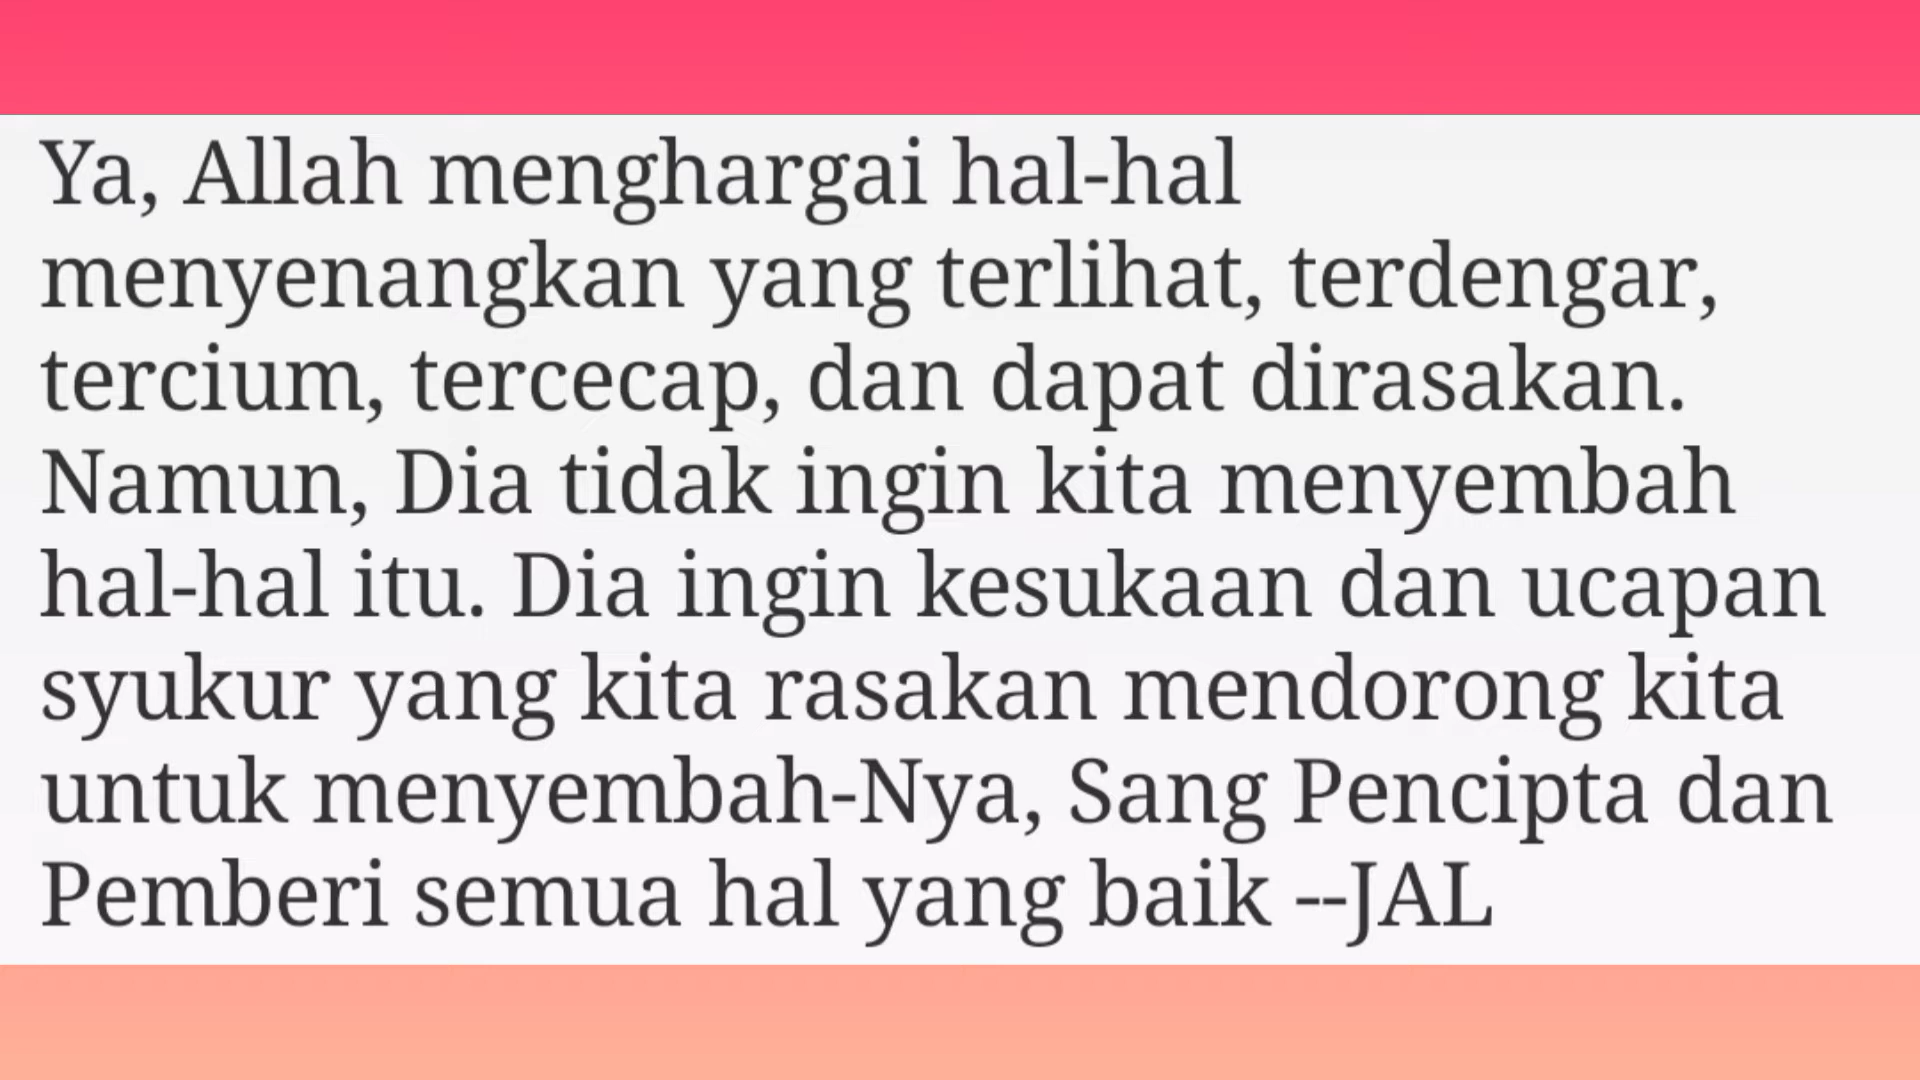 Ya, Allah menghargai hal-hal
menyenangkan yang terlihat, terdengar,
tercium, tercecap, dan dapat dirasakan.
Namun, Dia tidak ingin kita menyembah
hal-hal itu. Dia ingin kesukaan dan ucapan
syukur yang kita rasakan mendorong kita
untuk menyembah-Nya, Sang Pencipta dan
Pemberi semua hal yang baik --JAL